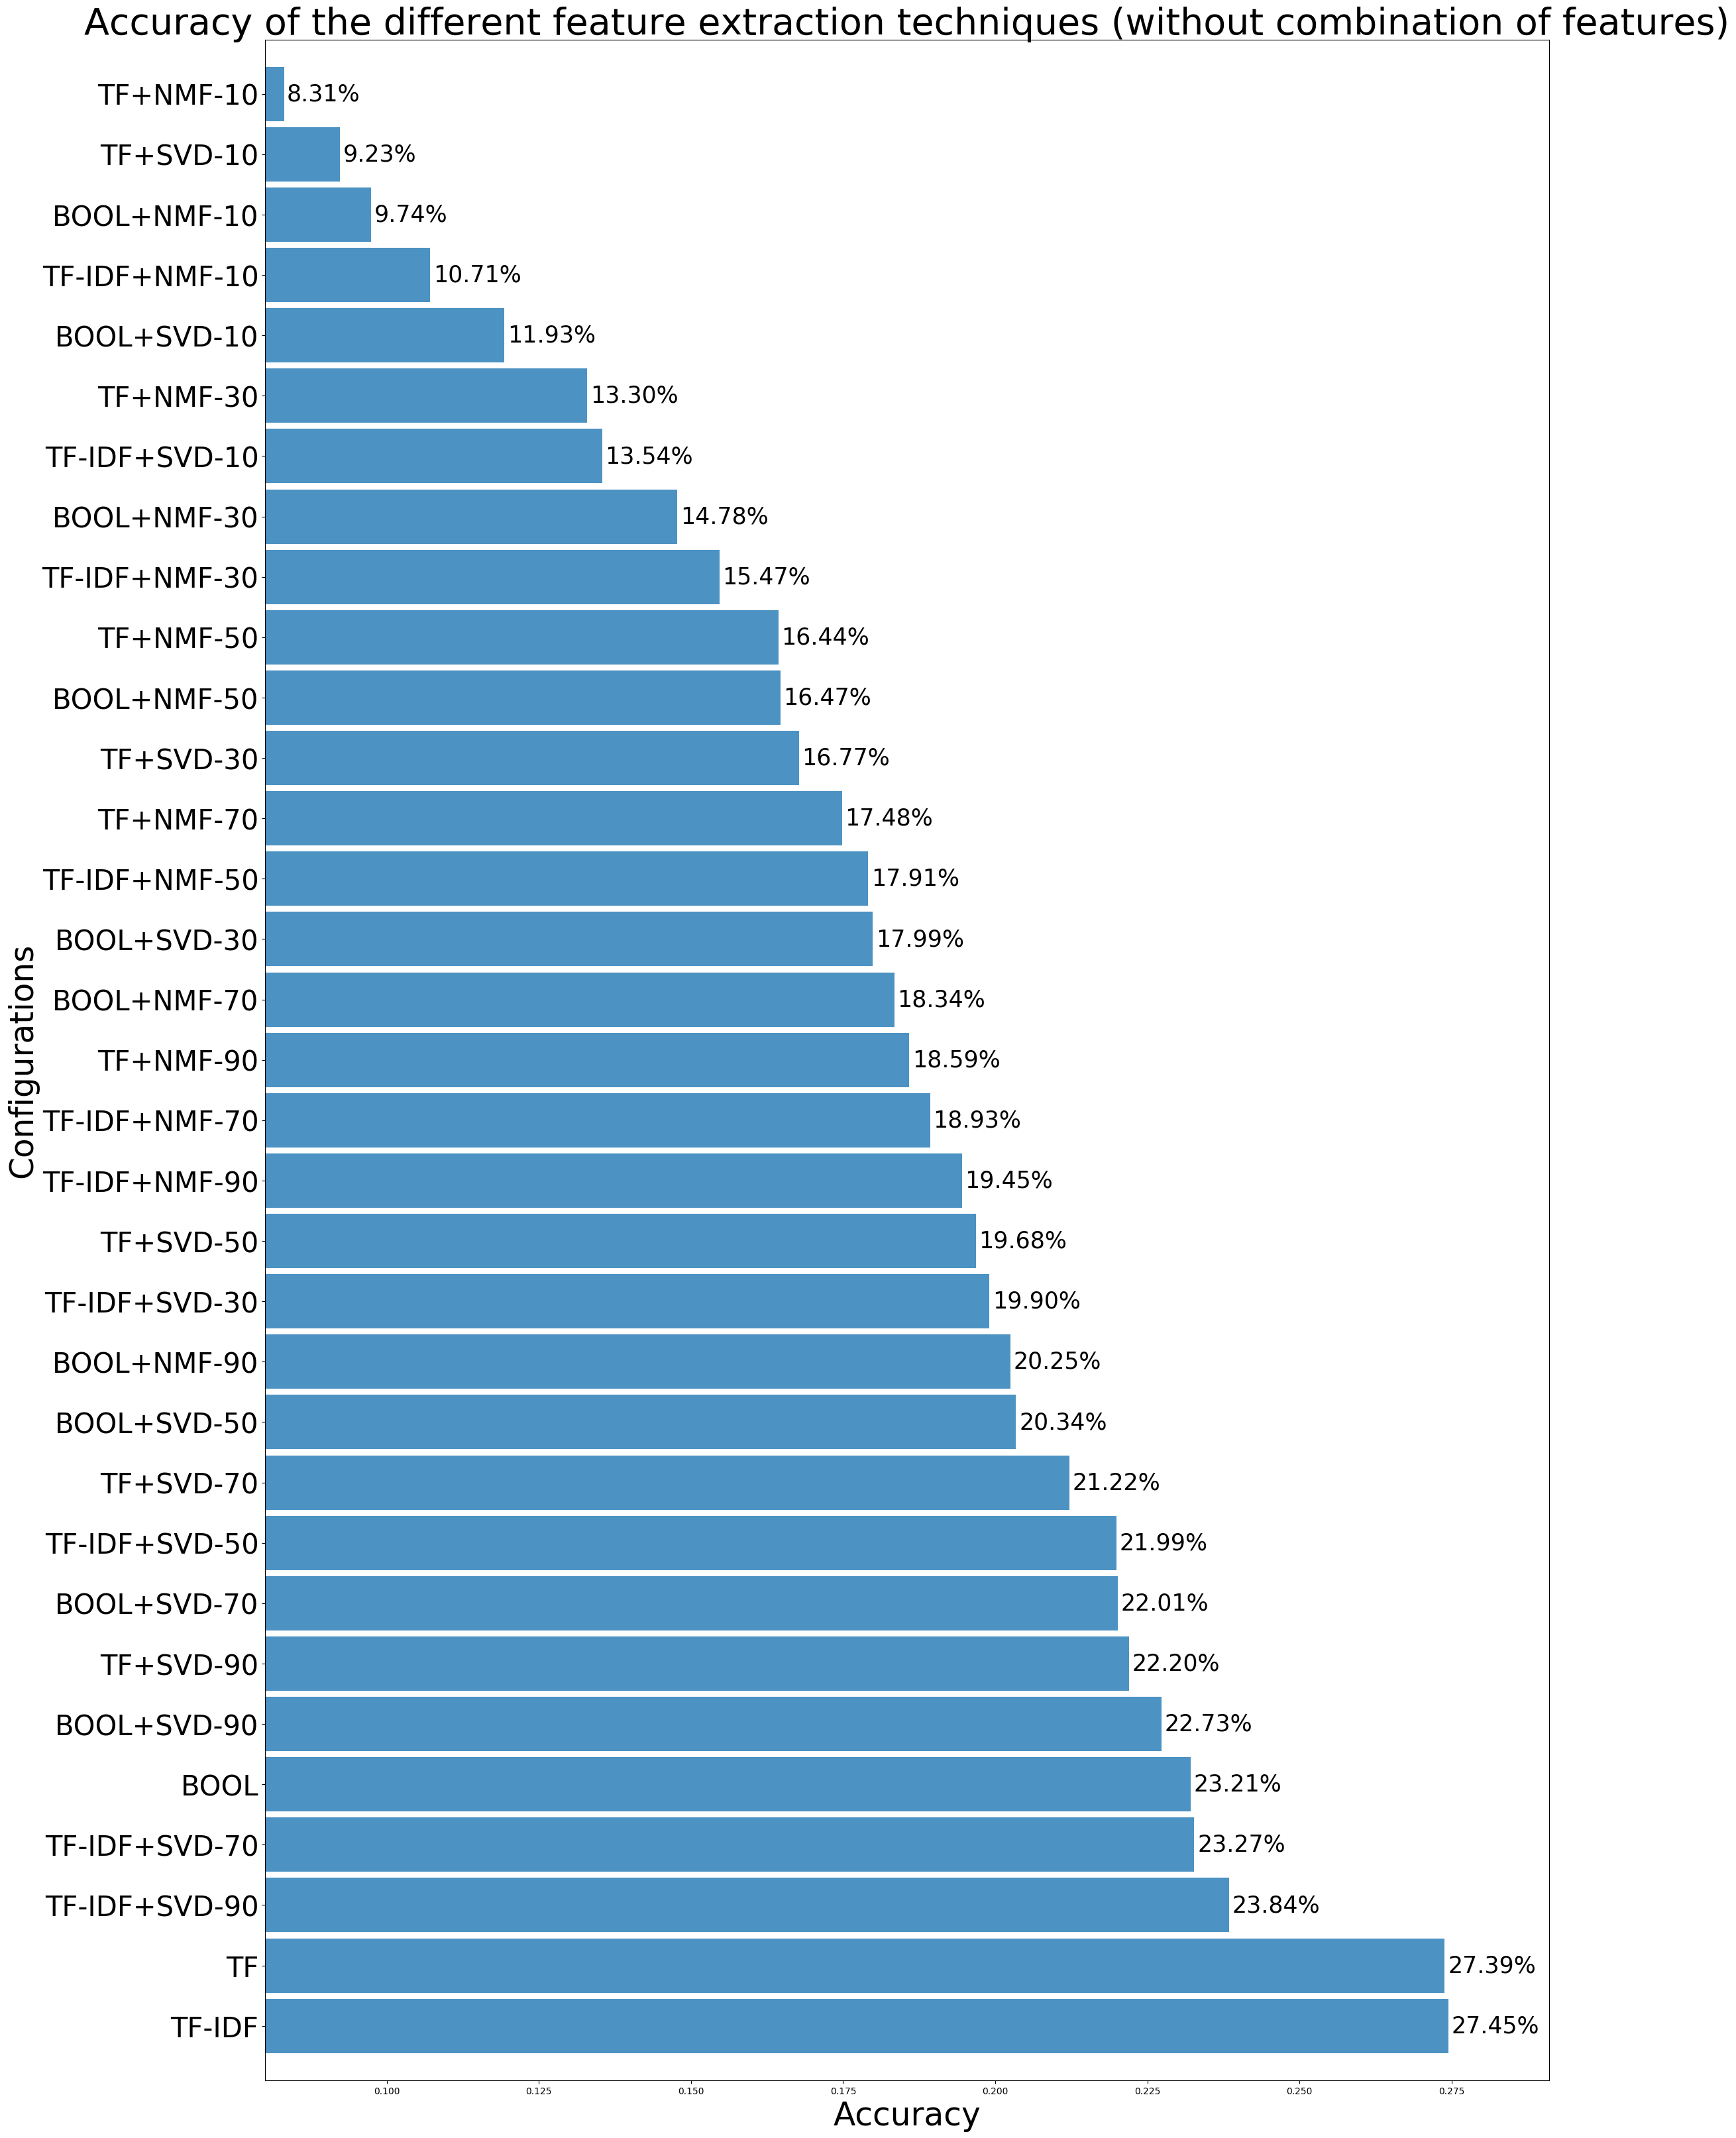 Accuracy of the different feature extraction techniques (without combination of features)
TF+NMF-10 8.31%
TF+SVD-10 9.23%
BOOL+NMF-10 9.74%
TF-IDF+NMF-10 10.71%
BOOL+SVD-10 11.93%
TF+NMF-30 13.30%
TF-IDF+SVD-10 13.54%
BOOL+NMF-30 14.78%
TF-IDF+NMF-30 15.47%
TF+NMF-50 16.44%
BOOL+NMF-50 16.47%
TF+SVD-30 16.77%
TF+NMF-70 17.48%
TF-IDF+NMF-50 17.91%
BOOL+SVD-30 17.99%
BOOL+NMF-70 18.34%
TF+NMF-90 18.59%
TF-IDF+NMF-70 18.93%
TF-IDF+NMF-90 19.45%
TF+SVD-50 19.68%
TF-IDF+SVD-30 19.90%
BOOL+NMF-90 20.25%
BOOL+SVD-50 20.34%
TF+SVD-70 21.22%
TF-IDF+SVD-50 21.99%
BOOL+SVD-70 22.01%
TF+SVD-90 22.20%
BOOL+SVD-90 22.73%
BOOL 23.21%
TF-IDF+SVD-70 23.27%
TF-IDF+SVD-90 23.84%
TF 27.39%
TF-IDF 27.45%
Configurations
0.100 0.125 0.150 0.175 0.200 0.225 0.250 0.275
Accuracy